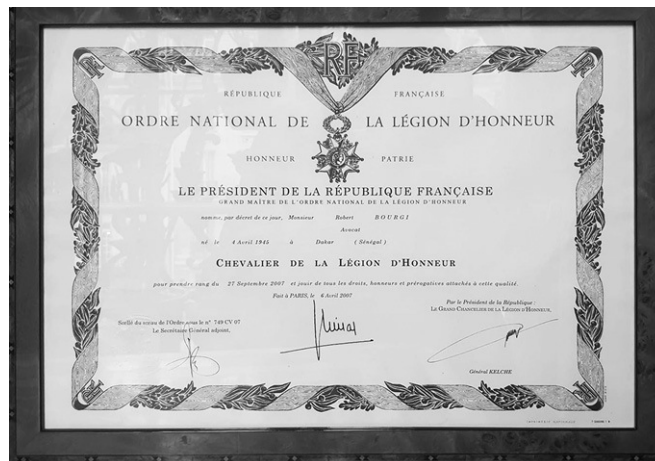 RF
RÉPUBLIQUE FRANÇAISE
ORDRE NATIONAL DE LA LÉGION D'HONNEUR
HONNEUR PATRIE
LE PRÉSIDENT DE LA RÉPUBLIQUE FRANÇAISE
GRAND MAÎTRE DE L'ORDRE NATIONAL DE LA LÉGION D'HONNEUR
nomme, par décret de ce jour, Monsieur Robert BOURGI
Avocat
né le 4 Avril 1945 à Dakar (Sénégal)
CHEVALIER DE LA LÉGION D'HONNEUR
pour prendre rang du 27 Septembre 2007 et jouir de tous les droits, honneurs et prérogatives attachés à cette qualité.
Fait à PARIS, le 6 Avril 2007
Scellé du sceau de l'Ordre sous le n° 749 CV 07
Le Secrétaire Général adjoint,
Par le Président de la République :
LE GRAND CHANCELIER DE LA LÉGION D'HONNEUR,
Général KELCHE